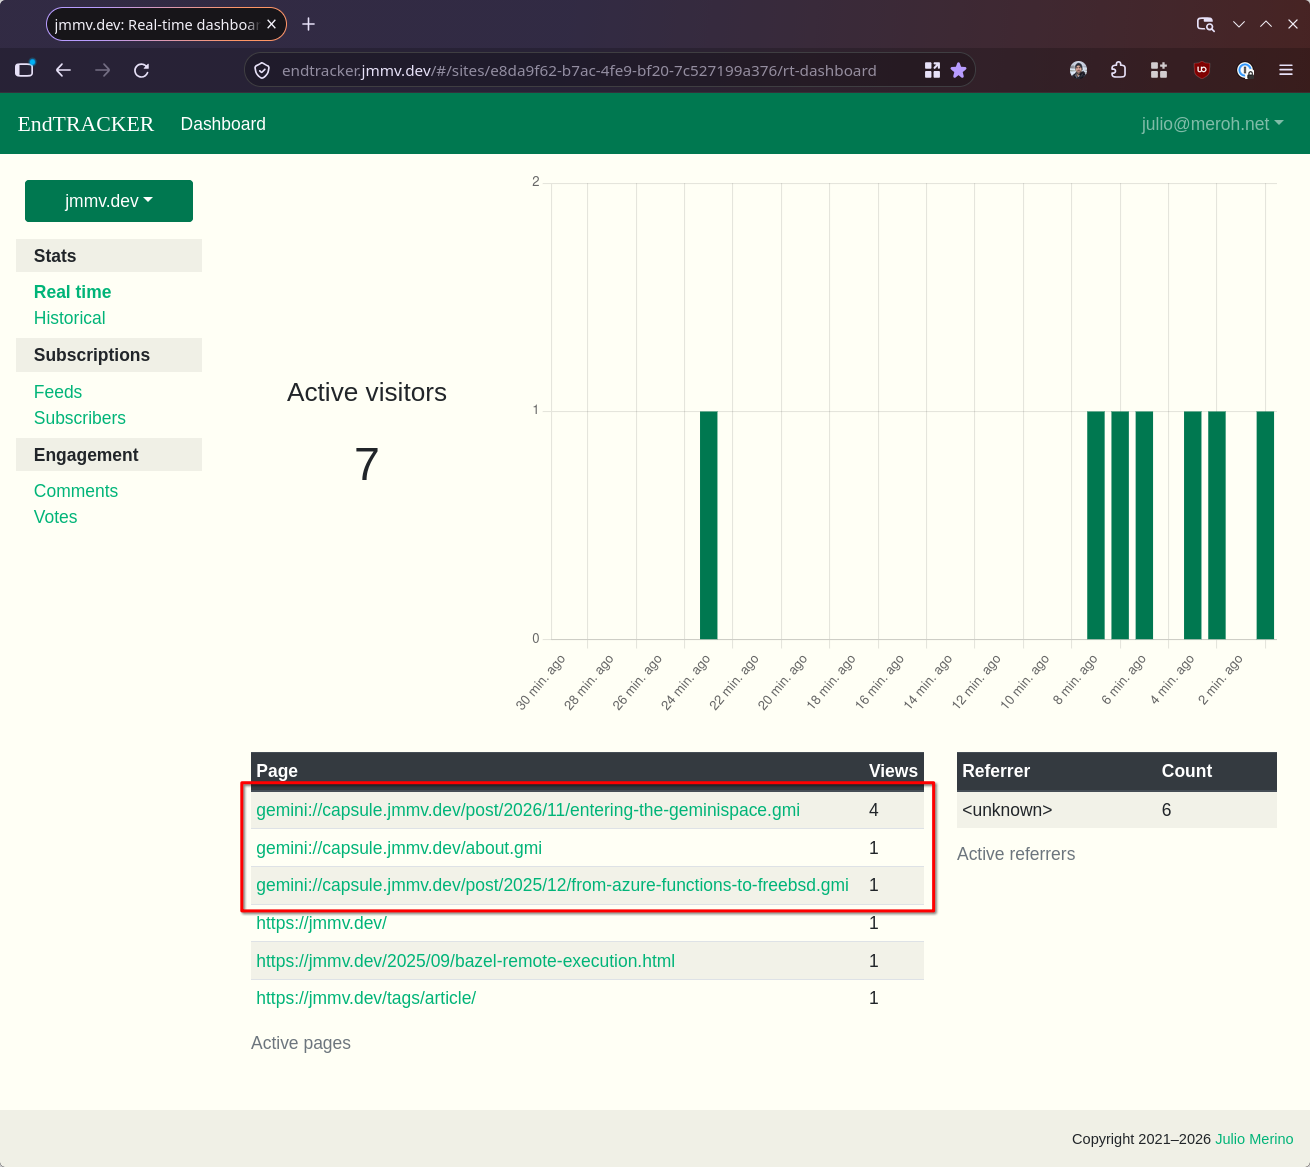 jmmv.dev: Real-time dashboar
endtracker.jmmv.dev/#/sites/e8da9f62-b7ac-4fe9-bf20-7c527199a376/rt-dashboard
EndTRACKER Dashboard julio@meroh.net
jmmv.dev
Stats
Real time
Historical
Subscriptions
Feeds
Subscribers
Engagement
Comments
Votes
Active visitors
7
2
1
0
30 min. ago
28 min. ago
26 min. ago
24 min. ago
22 min. ago
20 min. ago
18 min. ago
16 min. ago
14 min. ago
12 min. ago
10 min. ago
8 min. ago
6 min. ago
4 min. ago
2 min. ago
Page Views
gemini://capsule.jmmv.dev/post/2026/11/entering-the-geminispace.gmi 4
gemini://capsule.jmmv.dev/about.gmi 1
gemini://capsule.jmmv.dev/post/2025/12/from-azure-functions-to-freebsd.gmi 1
https://jmmv.dev/ 1
https://jmmv.dev/2025/09/bazel-remote-execution.html 1
https://jmmv.dev/tags/article/ 1
Active pages
Referrer Count
<unknown> 6
Active referrers
Copyright 2021–2026 Julio Merino